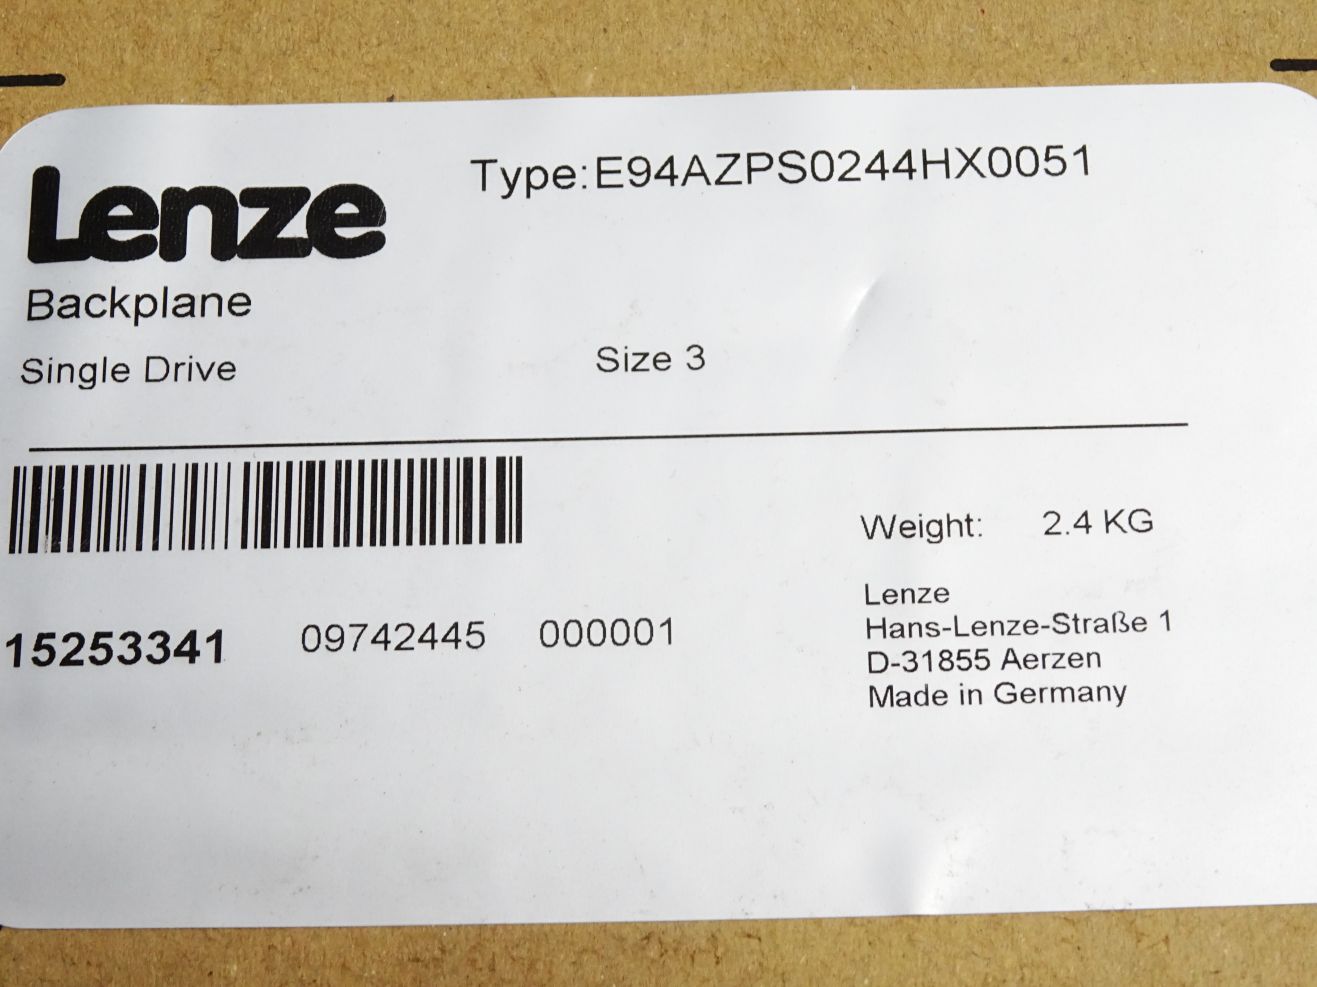 Lenze
Type:E94AZPS0244HX0051
Backplane
Single Drive
Size 3
15253341 09742445 000001
Weight: 2.4 KG
Lenze
Hans-Lenze-Straße 1
D-31855 Aerzen
Made in Germany